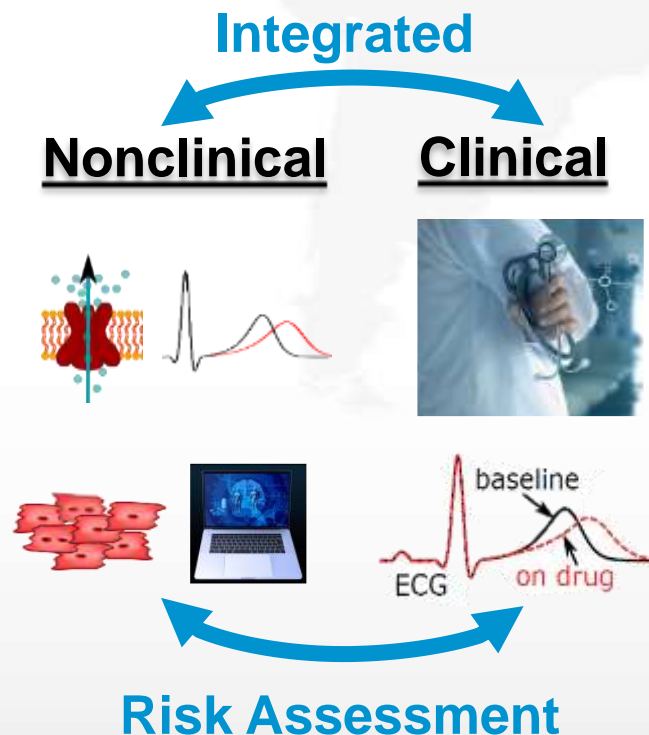 Integrated
Nonclinical
Clinical
baseline
ECG
on drug
Risk Assessment